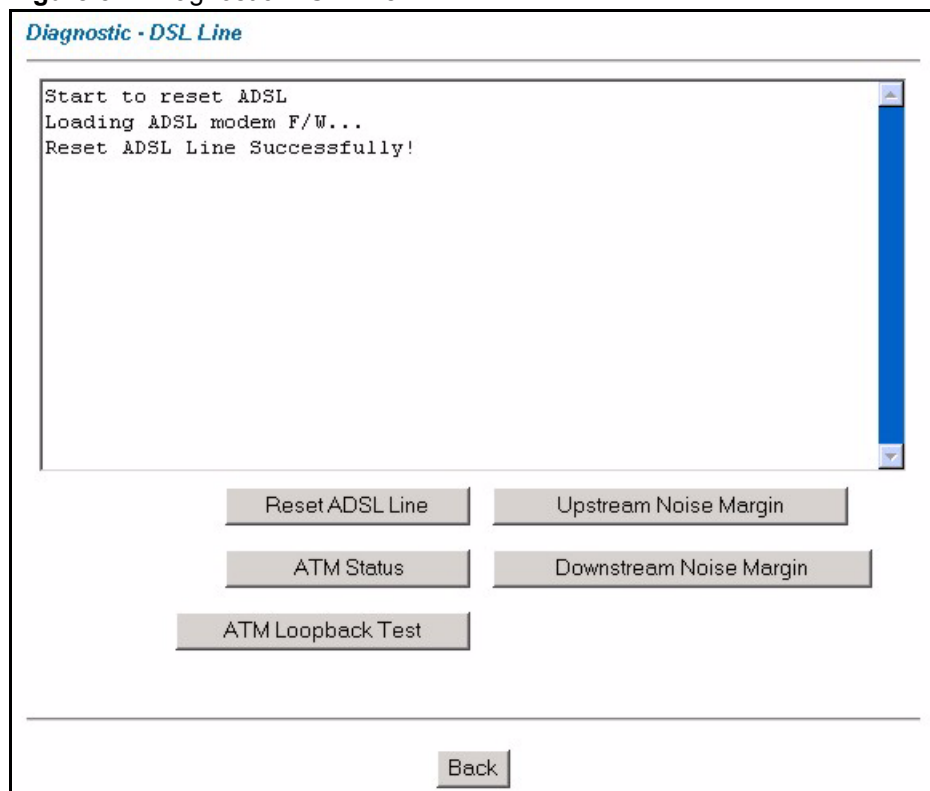 Diagnostic - DSL Line
Start to reset ADSL
Loading ADSL modem F/W...
Reset ADSL Line Successfully!
Reset ADSL Line
Upstream Noise Margin
ATM Status
Downstream Noise Margin
ATM Loopback Test
Back